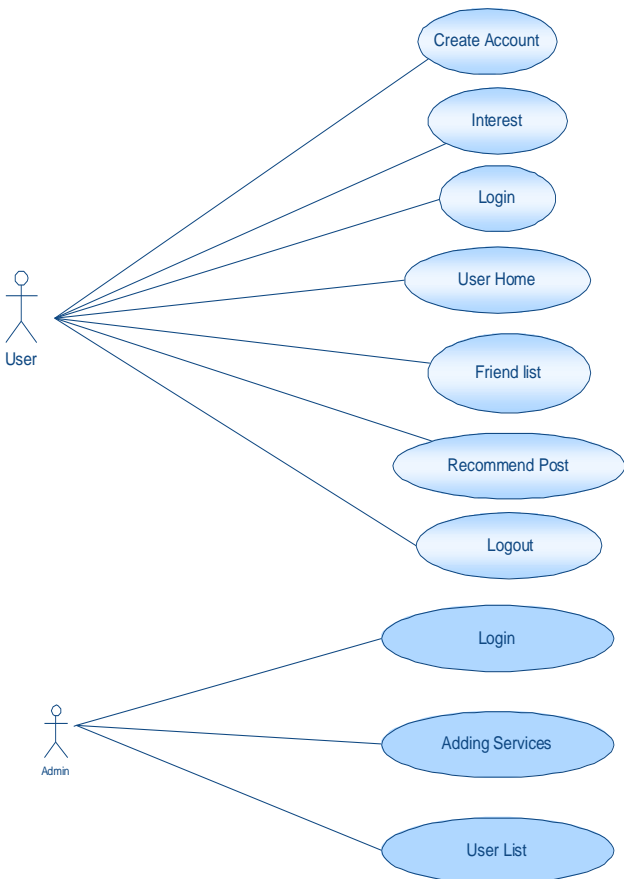 Create Account
Interest
Login
User Home
User
Friend list
Recommend Post
Logout
Login
Adding Services
Admin
User List